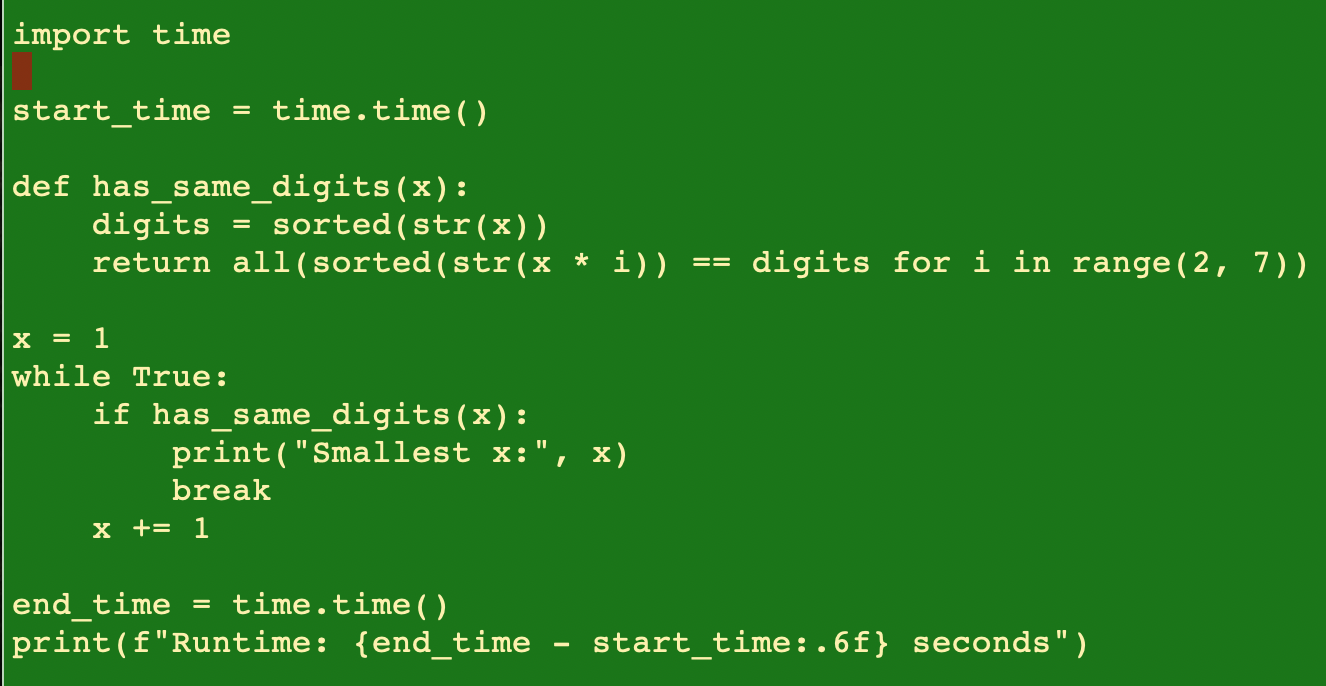 import time
start_time = time.time()
def has_same_digits(x):
    digits = sorted(str(x))
    return all(sorted(str(x * i)) == digits for i in range(2, 7))
x = 1
while True:
    if has_same_digits(x):
        print("Smallest x:", x)
        break
    x += 1
end_time = time.time()
print(f"Runtime: {end_time - start_time:.6f} seconds")